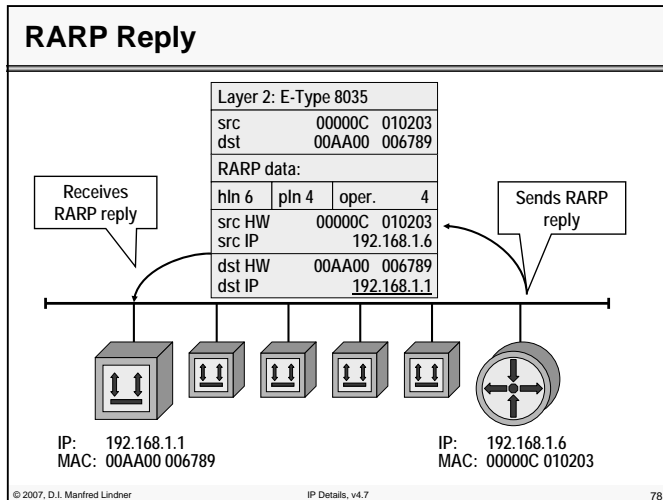 RARP Reply
Layer 2: E-Type 8035
src 00000C 010203
dst 00AA00 006789
RARP data:
hln 6 pln 4 oper. 4
src HW 00000C 010203
src IP 192.168.1.6
dst HW 00AA00 006789
dst IP 192.168.1.1
Receives
RARP reply
Sends RARP
reply
IP: 192.168.1.1
MAC: 00AA00 006789
IP: 192.168.1.6
MAC: 00000C 010203
© 2007, D.I. Manfred Lindner
IP Details, v4.7
78